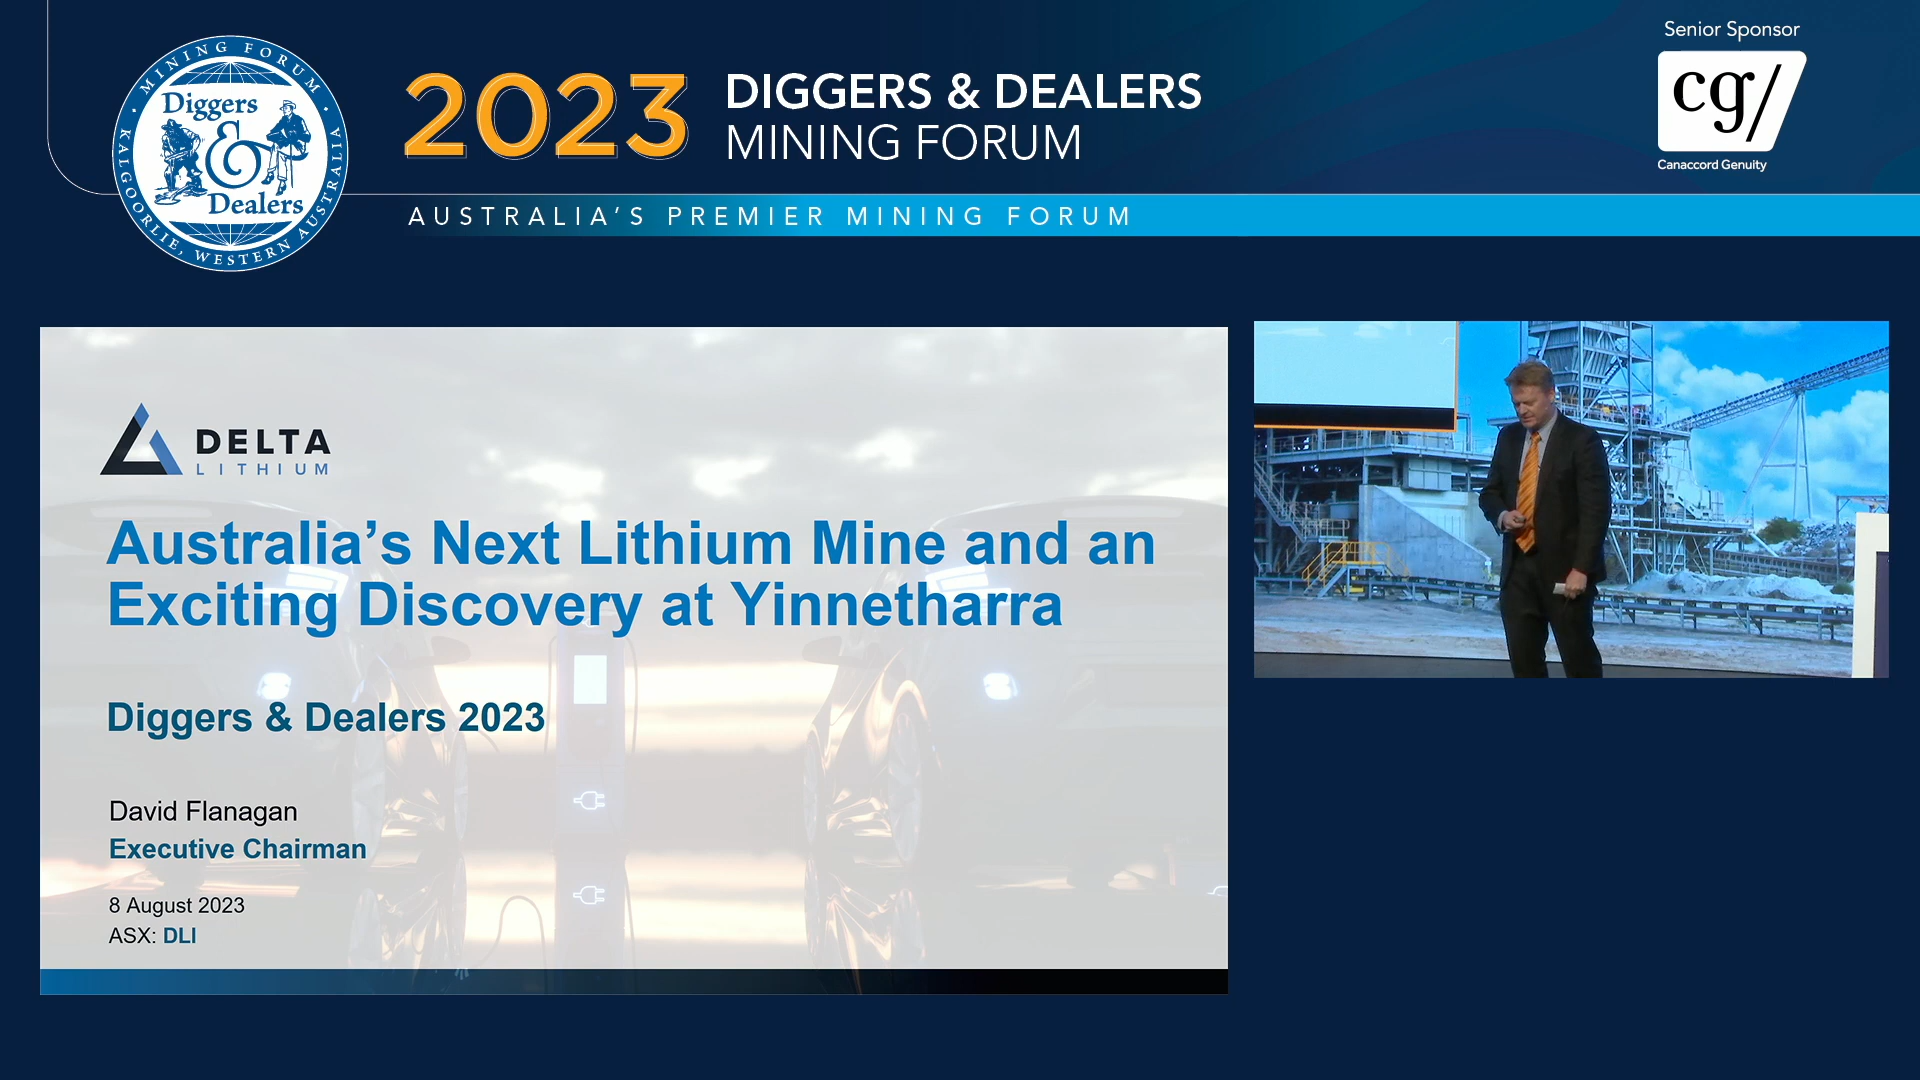 MINING FORUM
Diggers
&
Dealers
KALGOORLIE, WESTERN AUSTRALIA
2023
DIGGERS & DEALERS
MINING FORUM
AUSTRALIA’S PREMIER MINING FORUM
Senior Sponsor
cg/
Canaccord Genuity
DELTA
LITHIUM
Australia’s Next Lithium Mine and an
Exciting Discovery at Yinnetharra
Diggers & Dealers 2023
David Flanagan
Executive Chairman
8 August 2023
ASX: DLI